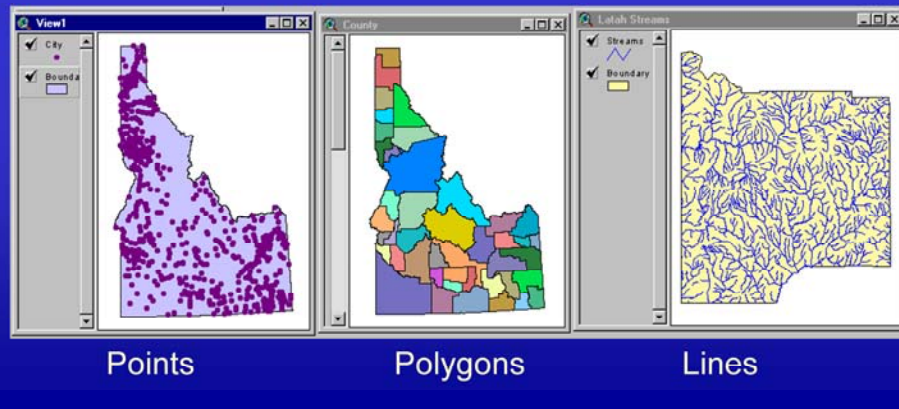 View1
City
Bounda
County
Latah Streams
Streams
Boundary
Points
Polygons
Lines